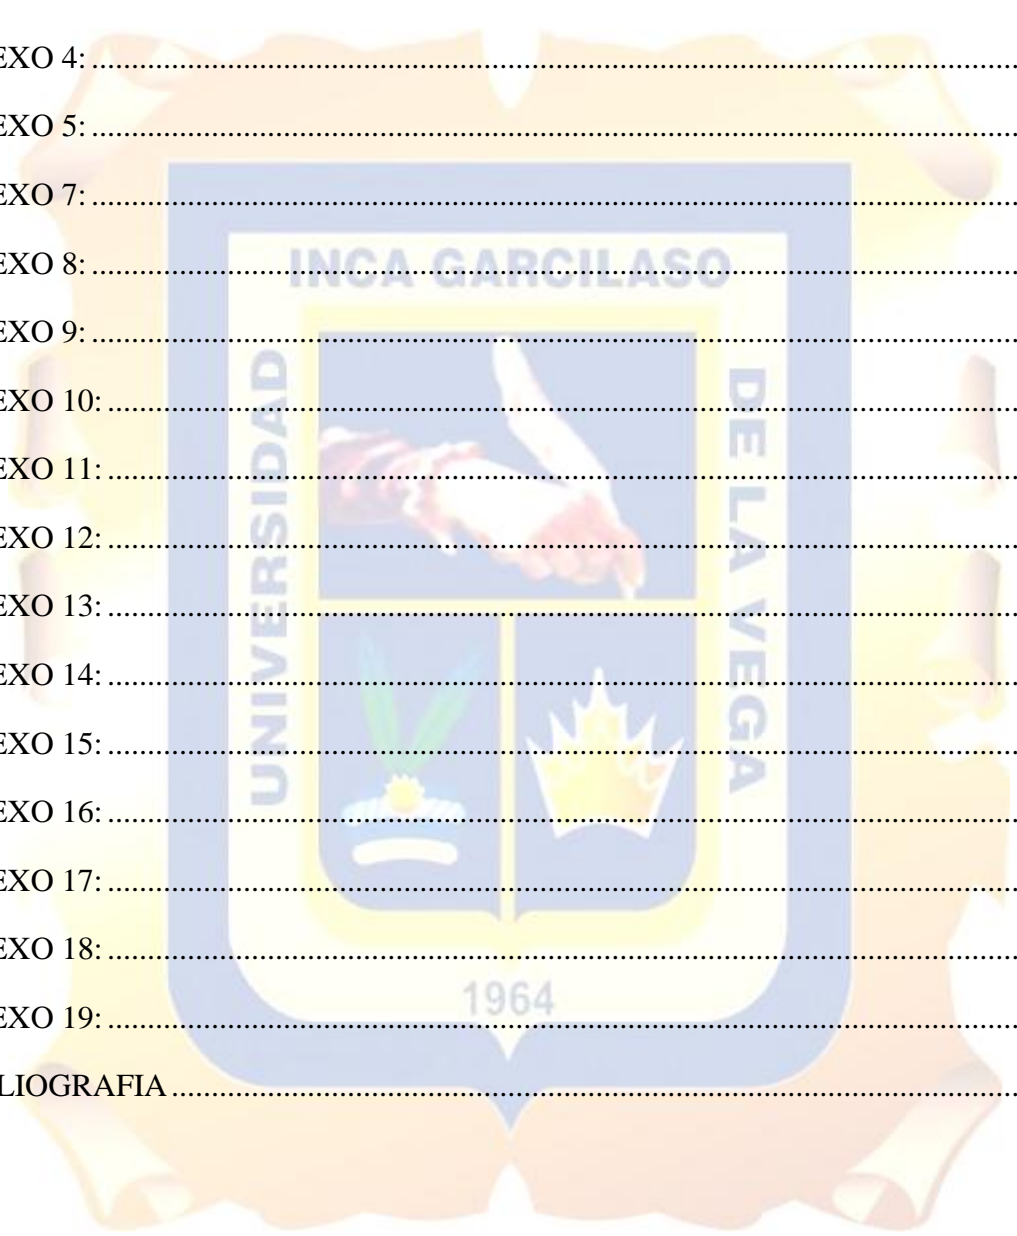 EXO 4: ........................................
EXO 5: ........................................
EXO 7: ........................................
EXO 8: ........................................
EXO 9: ........................................
EXO 10: ........................................
EXO 11: ........................................
EXO 12: ........................................
EXO 13: ........................................
EXO 14: ........................................
EXO 15: ........................................
EXO 16: ........................................
EXO 17: ........................................
EXO 18: ........................................
EXO 19: ........................................
LIOGRAFIA ........................................
UNIVERSIDAD
INCA GARCILASO
DE LA VEGA
1964